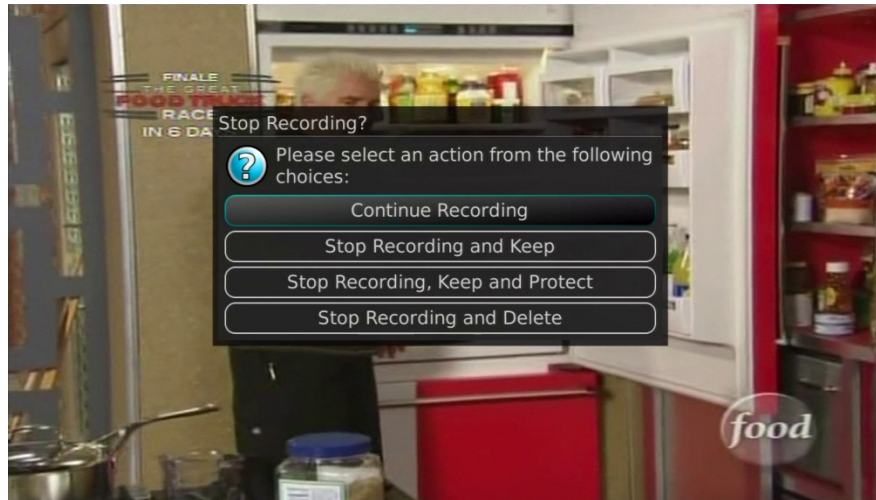 FINALE
THE GREAT
FOOD TRUCK
RACE
IN 6 DA
Stop Recording?
Please select an action from the following
choices:
Continue Recording
Stop Recording and Keep
Stop Recording, Keep and Protect
Stop Recording and Delete
food